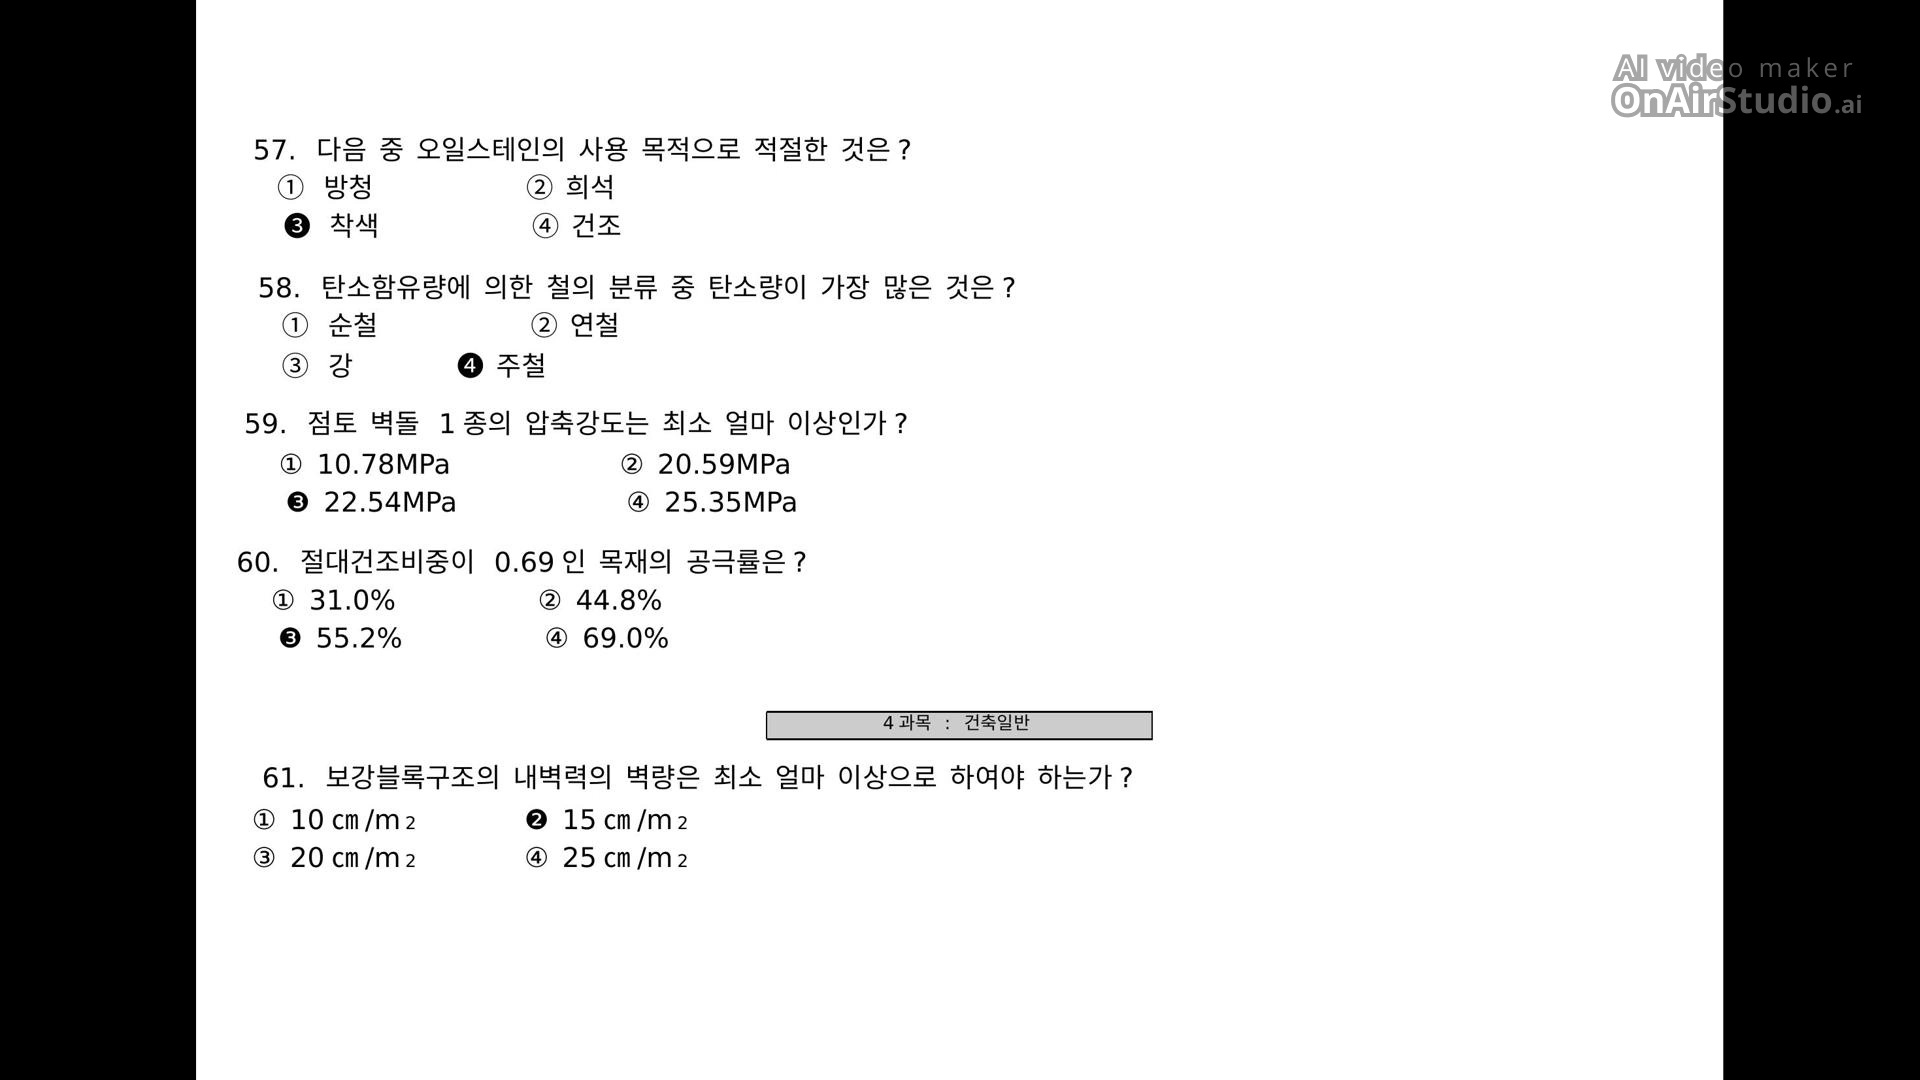 AI video maker
OnAirStudio.ai
57. 다음 중 오일스테인의 사용 목적으로 적절한 것은?
① 방청 ② 희석
❸ 착색 ④ 건조
58. 탄소함유량에 의한 철의 분류 중 탄소량이 가장 많은 것은?
① 순철 ② 연철
③ 강 ❹ 주철
59. 점토 벽돌 1종의 압축강도는 최소 얼마 이상인가?
① 10.78MPa ② 20.59MPa
❸ 22.54MPa ④ 25.35MPa
60. 절대건조비중이 0.69인 목재의 공극률은?
① 31.0% ② 44.8%
❸ 55.2% ④ 69.0%
4과목 : 건축일반
61. 보강블록구조의 내벽력의 벽량은 최소 얼마 이상으로 하여야 하는가?
① 10㎝/m2 ❷ 15㎝/m2
③ 20㎝/m2 ④ 25㎝/m2